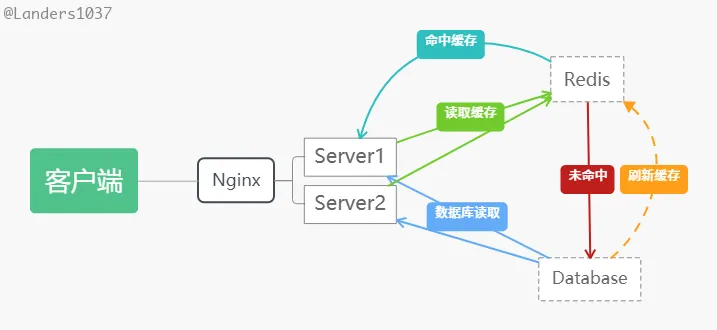 @Landers1037
命中缓存
Redis
读取缓存
Server1
客户端
Nginx
未命中
刷新缓存
Server2
数据库读取
Database